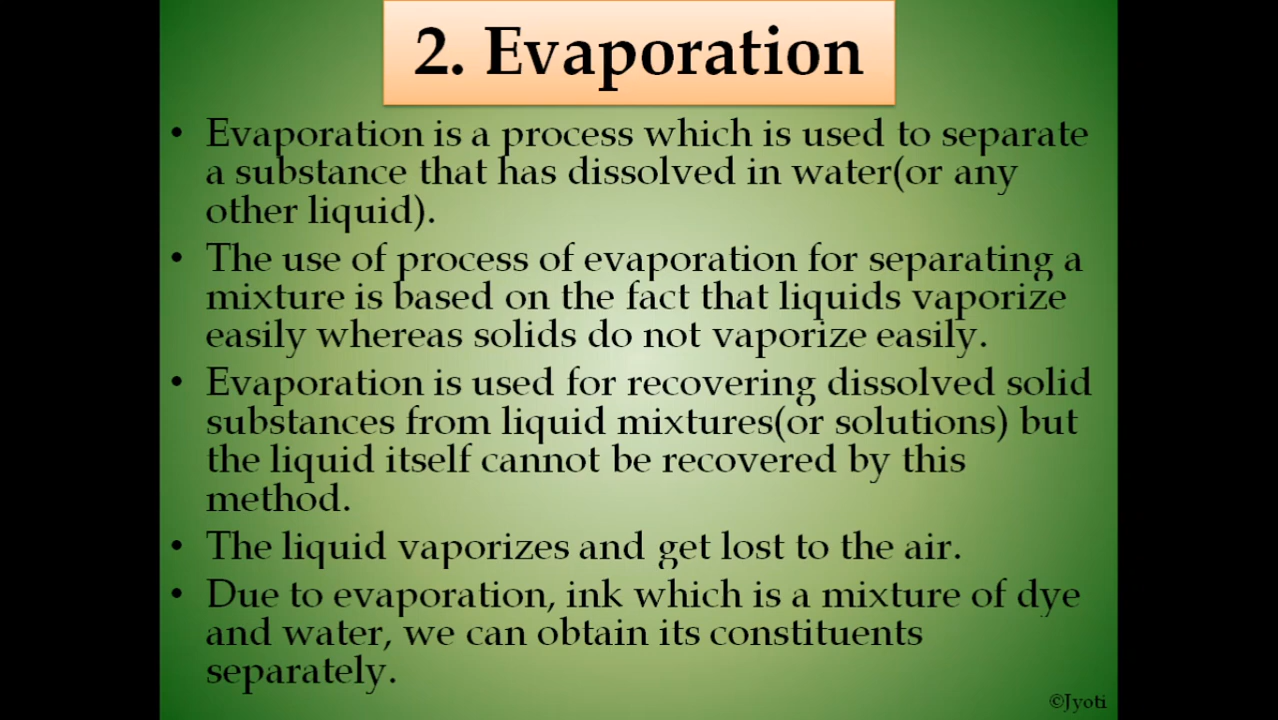 2. Evaporation
• Evaporation is a process which is used to separate
a substance that has dissolved in water(or any
other liquid).
• The use of process of evaporation for separating a
mixture is based on the fact that liquids vaporize
easily whereas solids do not vaporize easily.
• Evaporation is used for recovering dissolved solid
substances from liquid mixtures(or solutions) but
the liquid itself cannot be recovered by this
method.
• The liquid vaporizes and get lost to the air.
• Due to evaporation, ink which is a mixture of dye
and water, we can obtain its constituents
separately.
©Jyoti